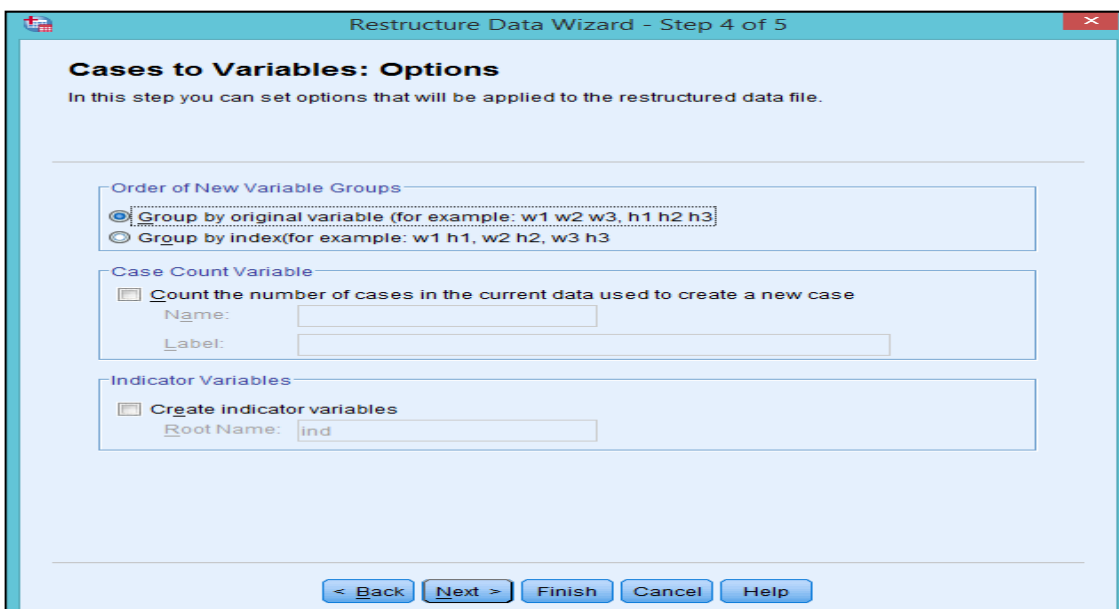 Restructure Data Wizard - Step 4 of 5
Cases to Variables: Options
In this step you can set options that will be applied to the restructured data file.
Order of New Variable Groups
Group by original variable (for example: w1 w2 w3, h1 h2 h3
Group by index(for example: w1 h1, w2 h2, w3 h3
Case Count Variable
Count the number of cases in the current data used to create a new case
Name:
Label:
Indicator Variables
Create indicator variables
Root Name: ind
< Back Next > Finish Cancel Help